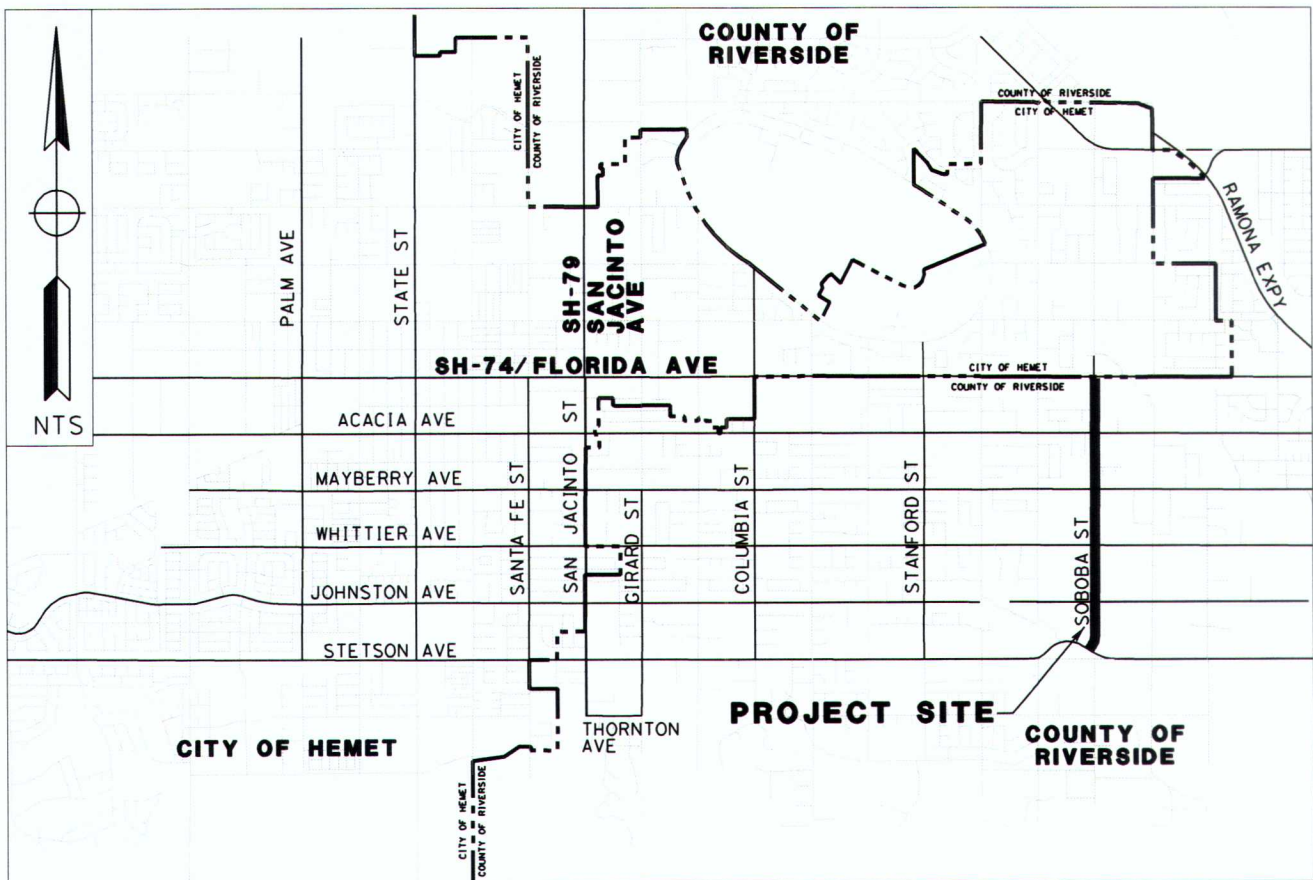 COUNTY OF
RIVERSIDE
COUNTY OF RIVERSIDE
CITY OF HEMET
CITY OF HEMET
COUNTY OF RIVERSIDE
RAMONA EXPY
PALM AVE
STATE ST
SH-79
SAN
JACINTO
AVE
SH-74/FLORIDA AVE
CITY OF HEMET
COUNTY OF RIVERSIDE
NTS
ACACIA AVE
MAYBERRY AVE
WHITTIER AVE
JOHNSTON AVE
STETSON AVE
SANTA FE ST
SAN JACINTO ST
GIRARD ST
COLUMBIA ST
STANFORD ST
SOBOBA ST
THORNTON
AVE
PROJECT SITE
COUNTY OF
RIVERSIDE
CITY OF HEMET
CITY OF HEMET
COUNTY OF RIVERSIDE